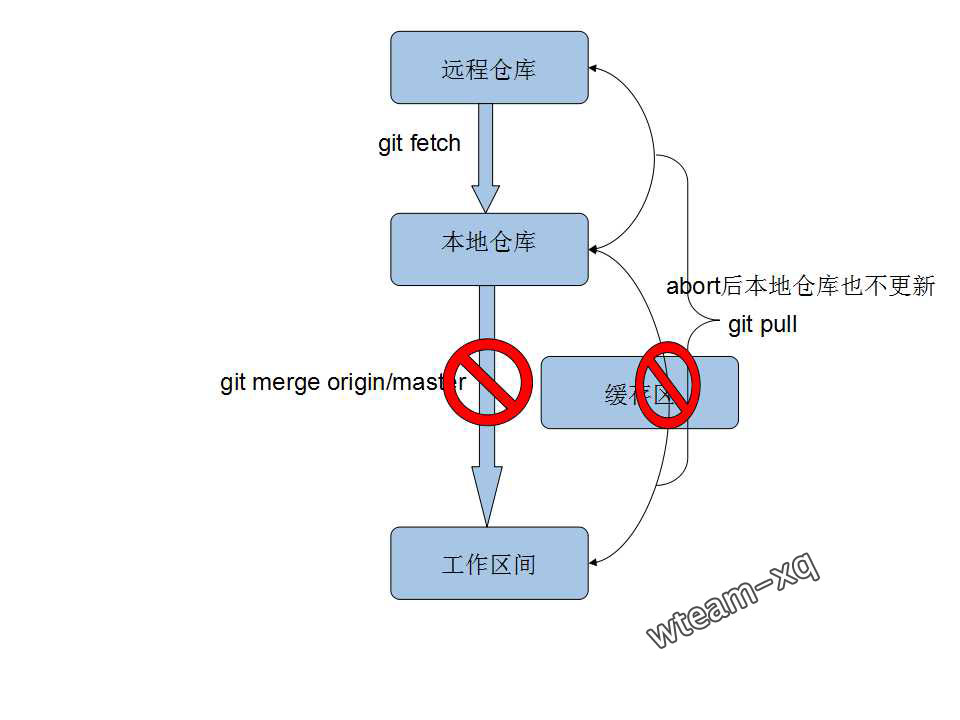 远程仓库
git fetch
本地仓库
abort后本地仓库也不更新
git pull
git merge origin/master
缓存区
工作区间
wteam-xq